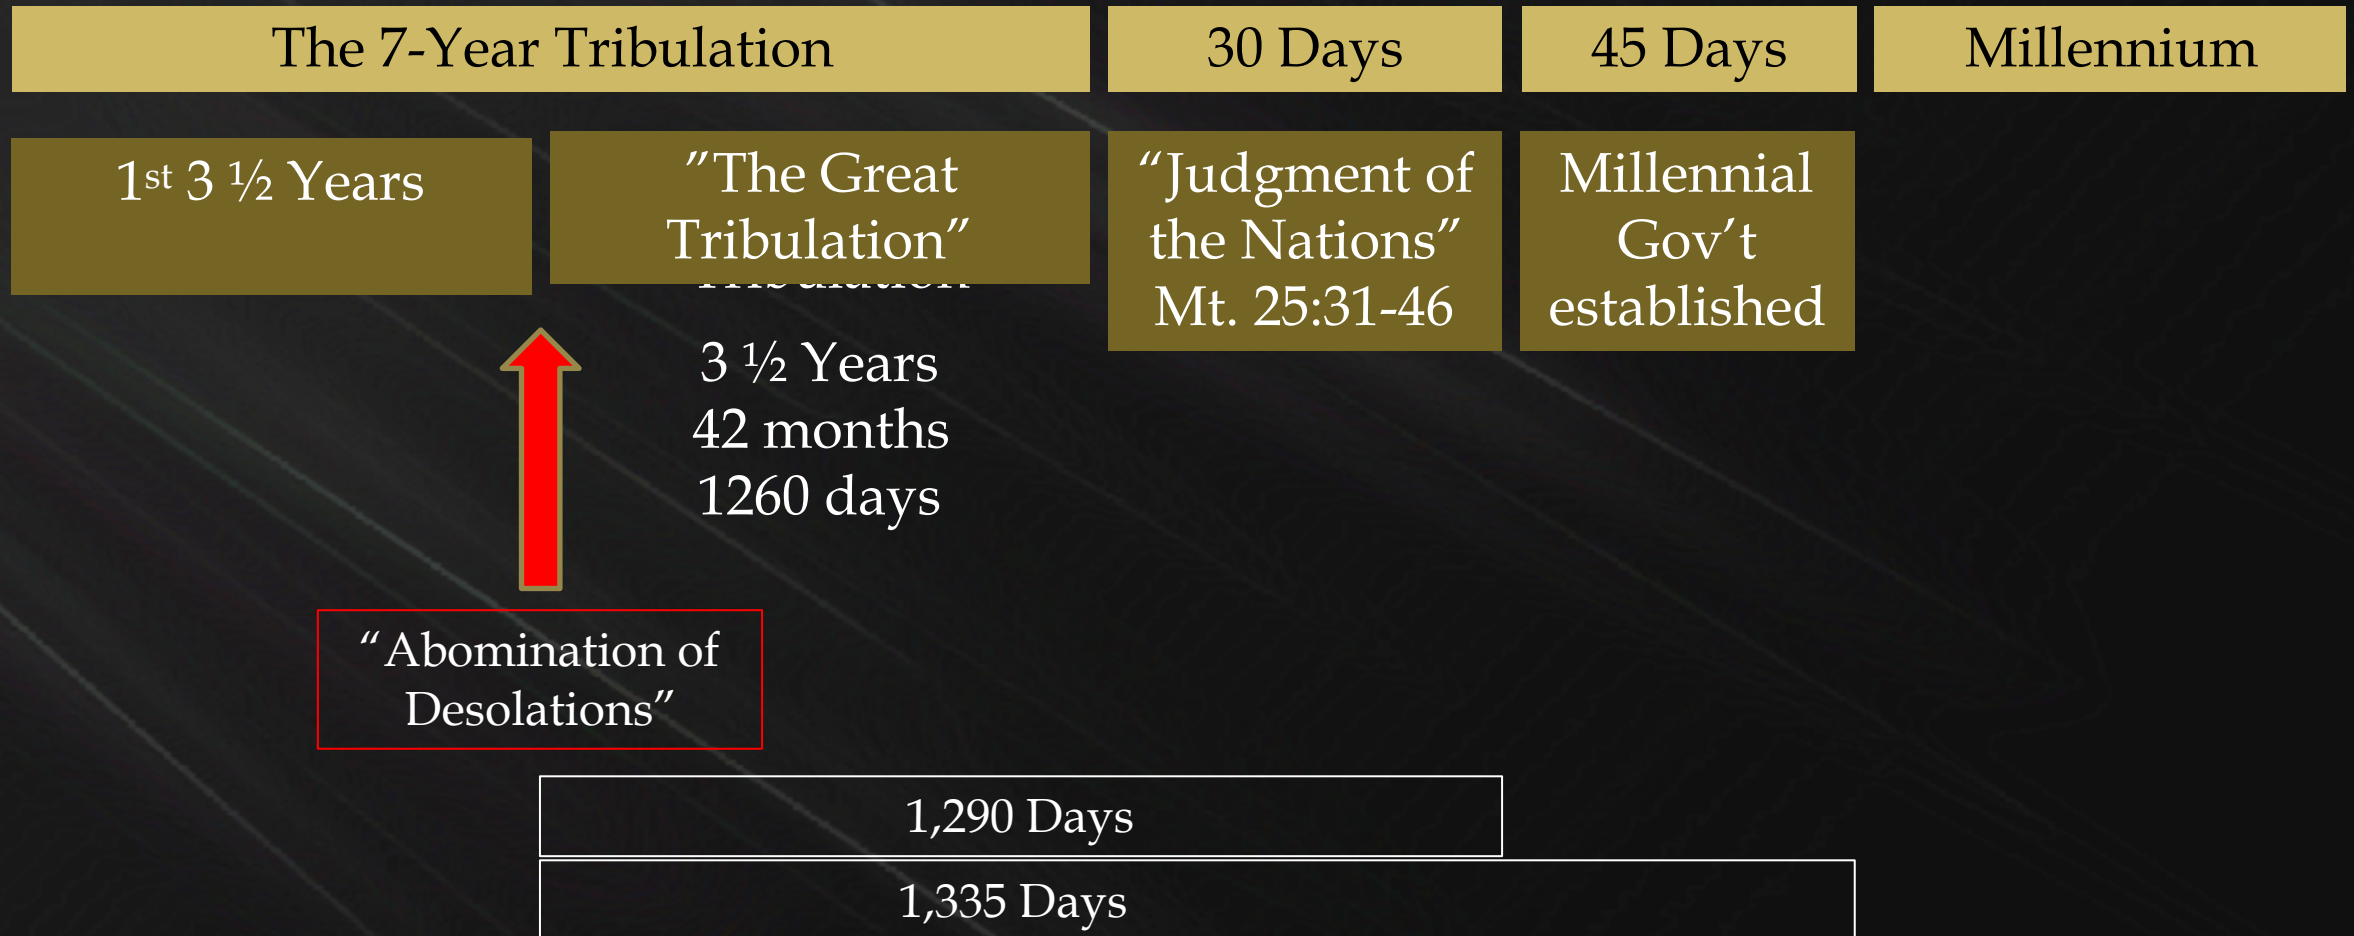 The 7-Year Tribulation
30 Days
45 Days
Millennium
1st 3 ½ Years
”The Great
Tribulation”
Tribulation
3 ½ Years
42 months
1260 days
“Judgment of
the Nations”
Mt. 25:31-46
Millennial
Gov’t
established
“Abomination of
Desolations”
1,290 Days
1,335 Days